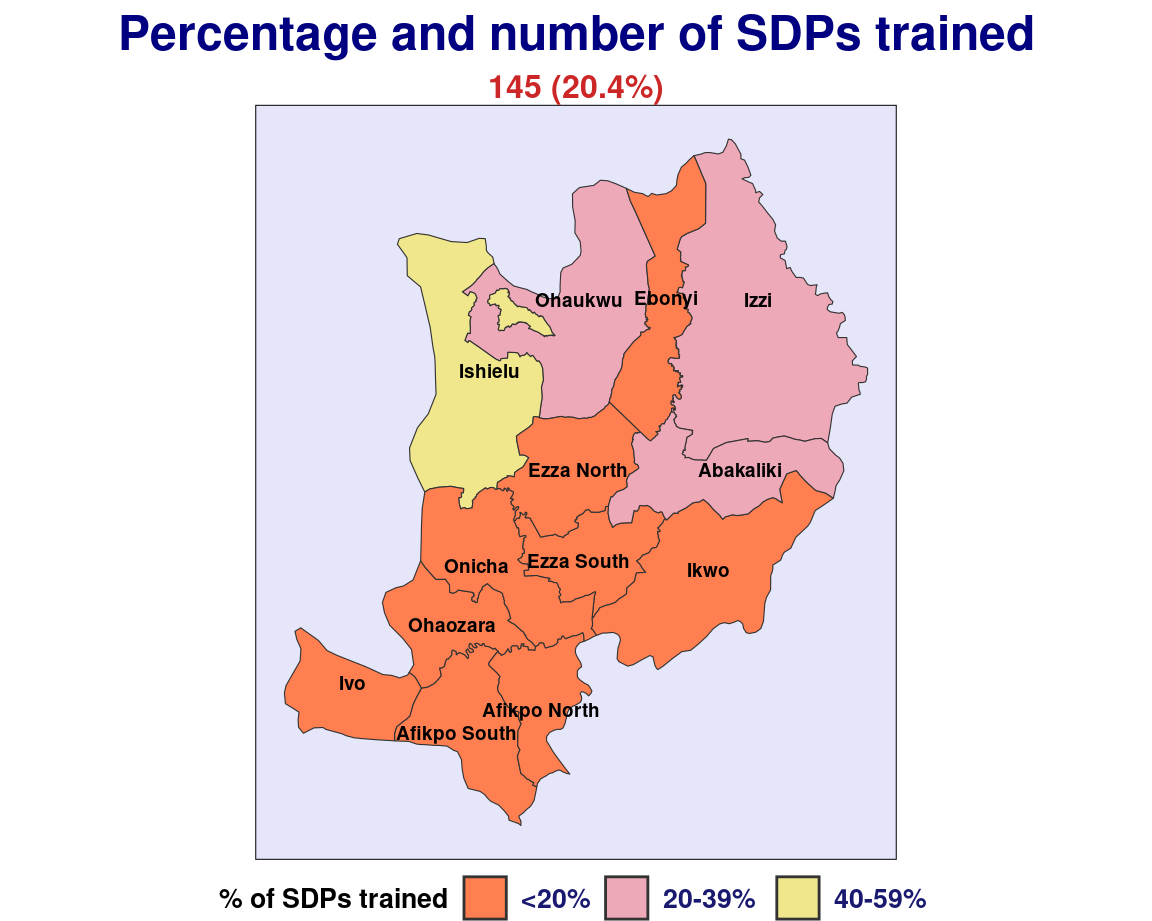 Percentage and number of SDPs trained
145 (20.4%)
Ohaukwu Ebonyi Izzi
Ishielu
Ezza North Abakaliki
Onicha Ezza South Ikwo
Ohaozara
Ivo
Afikpo North
Afikpo South
% of SDPs trained <20% 20-39% 40-59%